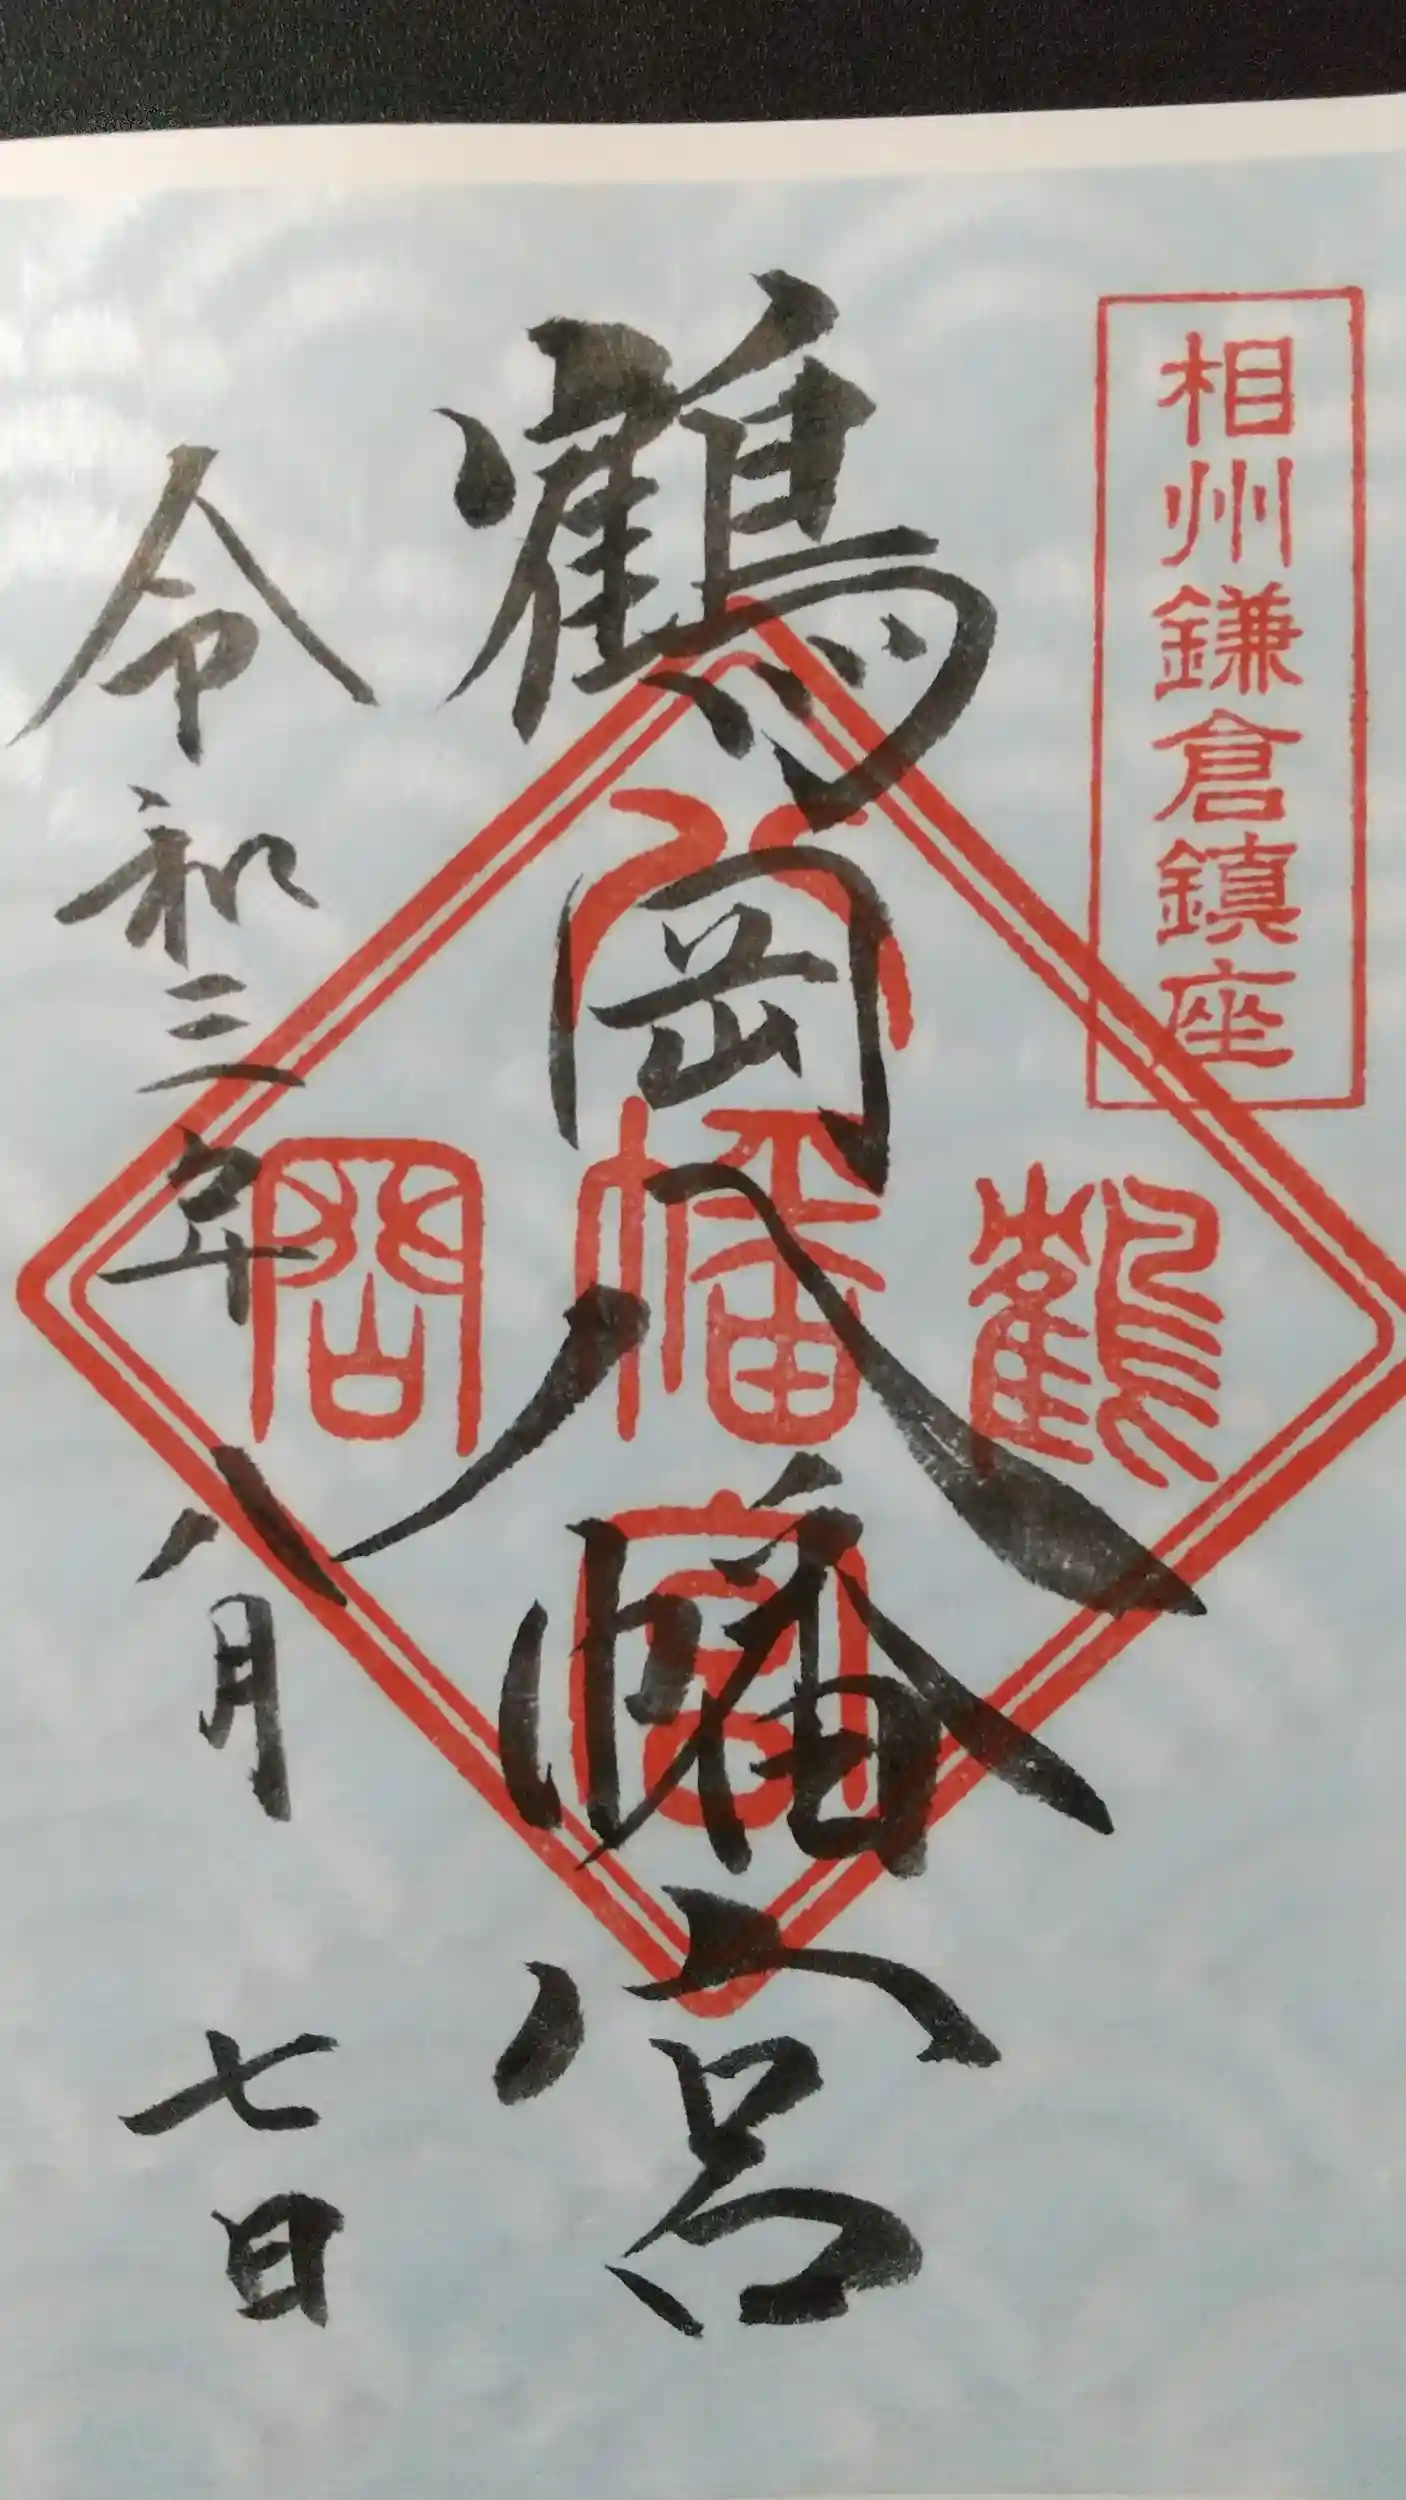 相州鎌倉鎮座
鶴岡八幡宮
八
鶴幡岡
宮
令和三年八月七日